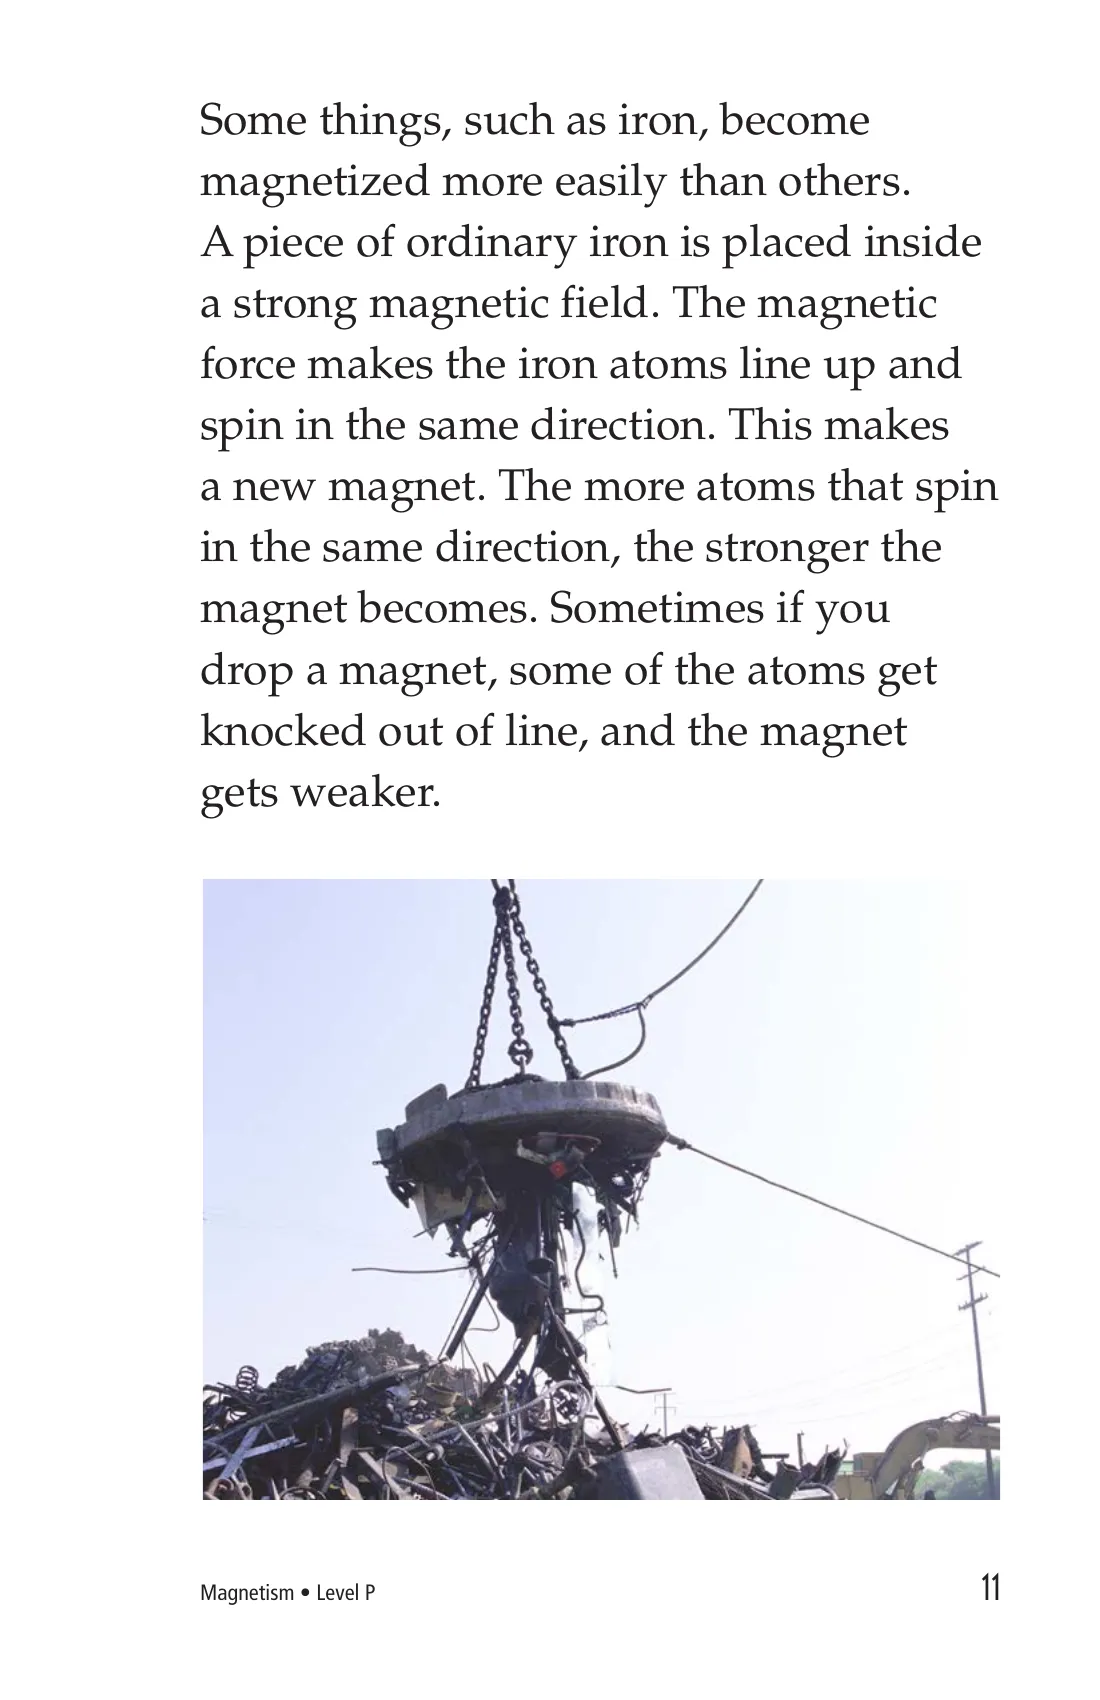 Some things, such as iron, become
magnetized more easily than others.
A piece of ordinary iron is placed inside
a strong magnetic field. The magnetic
force makes the iron atoms line up and
spin in the same direction. This makes
a new magnet. The more atoms that spin
in the same direction, the stronger the
magnet becomes. Sometimes if you
drop a magnet, some of the atoms get
knocked out of line, and the magnet
gets weaker.
Magnetism • Level P
11